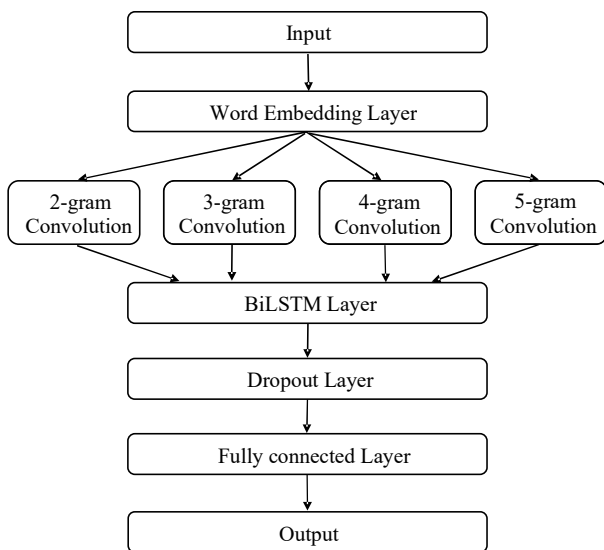 Input
Word Embedding Layer
2-gram
Convolution
3-gram
Convolution
4-gram
Convolution
5-gram
Convolution
BiLSTM Layer
Dropout Layer
Fully connected Layer
Output